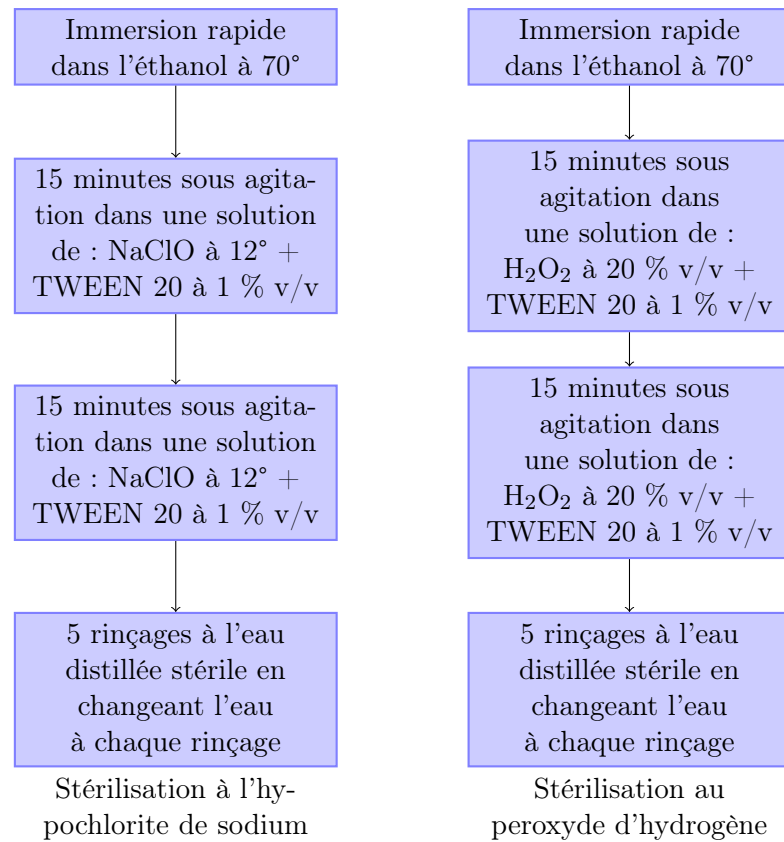 Immersion rapide
dans l'éthanol à 70°
15 minutes sous agita-
tation dans une solution
de : NaClO à 12° +
TWEEN 20 à 1 % v/v
15 minutes sous agita-
tion dans une solution
de : NaClO à 12° +
TWEEN 20 à 1 % v/v
5 rinçages à l'eau
distillée stérile en
changeant l'eau
à chaque rinçage
Stérilisation à l'hy-
pochlorite de sodium
Immersion rapide
dans l'éthanol à 70°
15 minutes sous
agitation dans
une solution de :
H₂O₂ à 20 % v/v +
TWEEN 20 à 1 % v/v
15 minutes sous
agitation dans
une solution de :
H₂O₂ à 20 % v/v +
TWEEN 20 à 1 % v/v
5 rinçages à l'eau
distillée stérile en
changeant l'eau
à chaque rinçage
Stérilisation au
peroxyde d'hydrogène